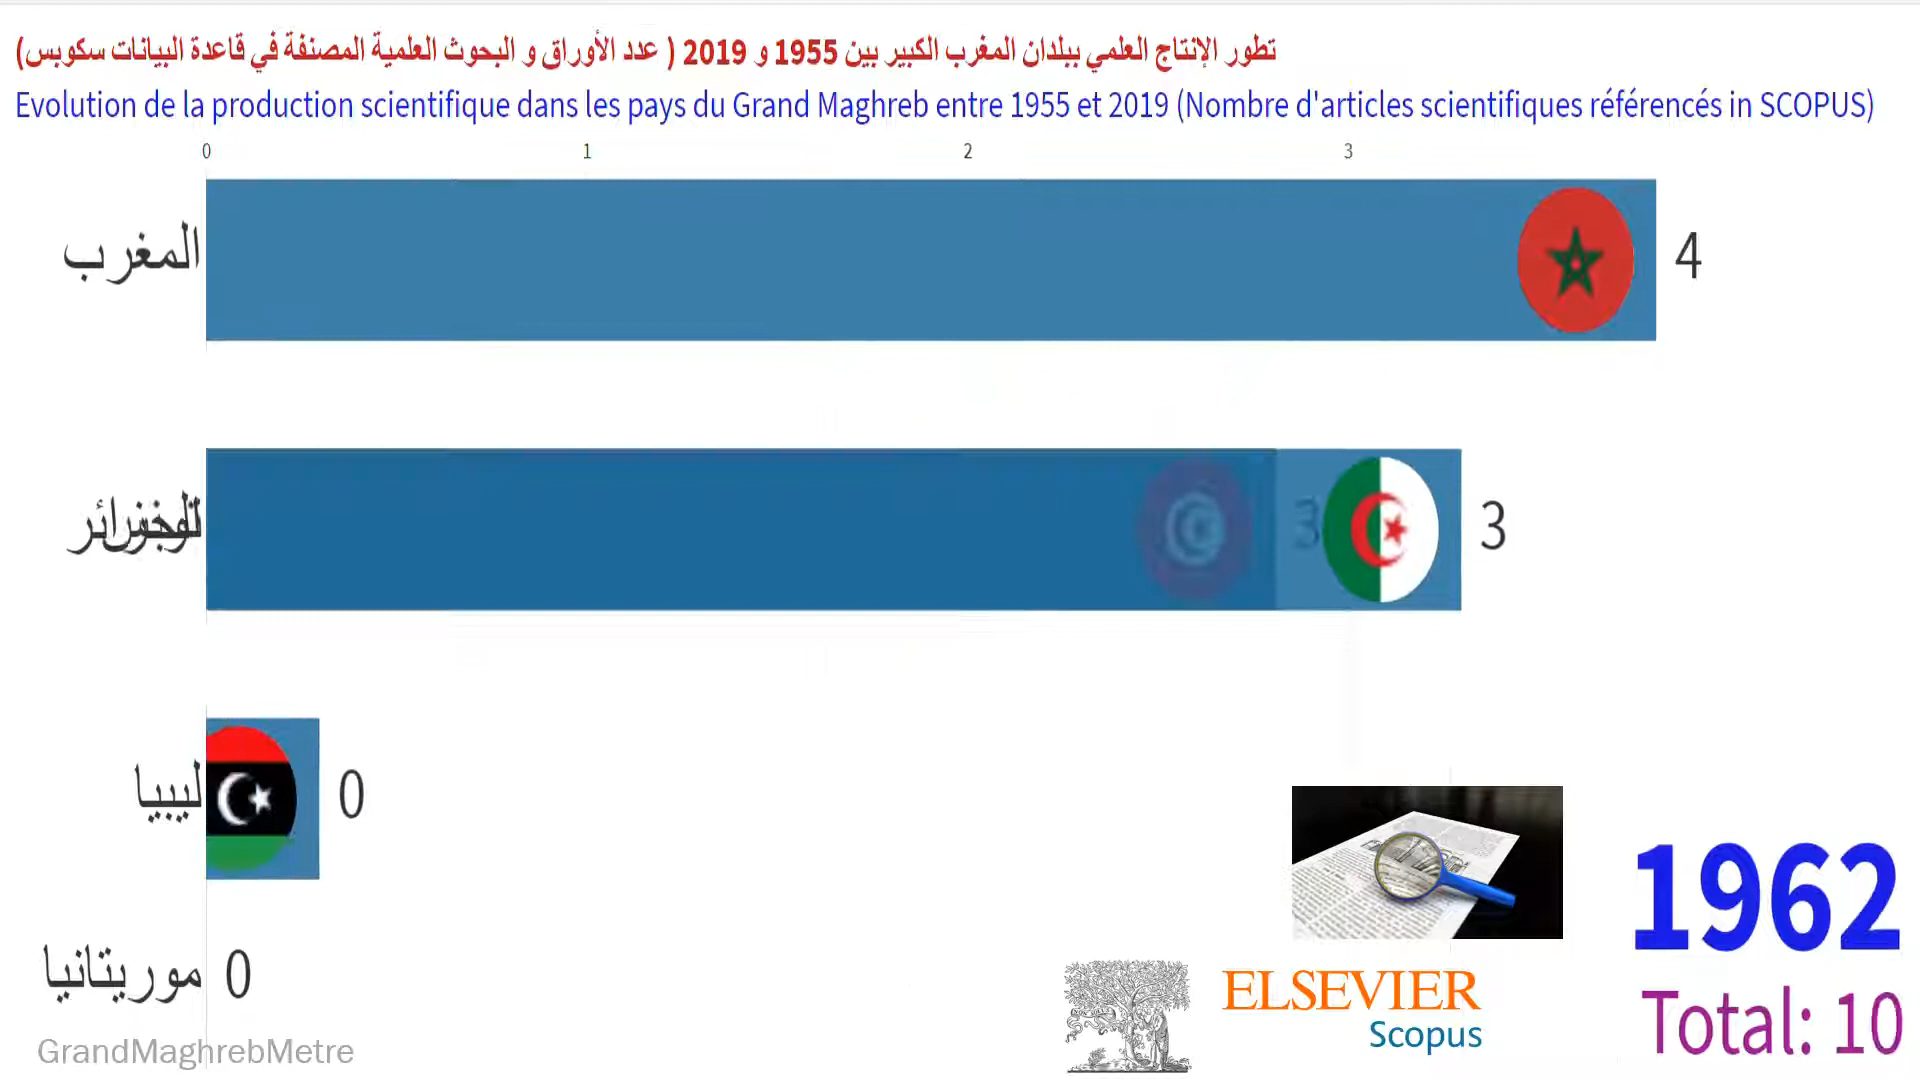 تطور الإنتاج العلمي ببلدان المغرب الكبير بين 1955 و 2019 ( عدد الأوراق و البحوث العلمية المصنفة في قاعدة البيانات سكوبس)
Evolution de la production scientifique dans les pays du Grand Maghreb entre 1955 et 2019 (Nombre d'articles scientifiques référencés in SCOPUS)
0 1 2 3
المغرب 4
3 3
ليبيا 0
موريتانيا 0
1962
ELSEVIER
Scopus
Total: 10
GrandMaghrebMetre